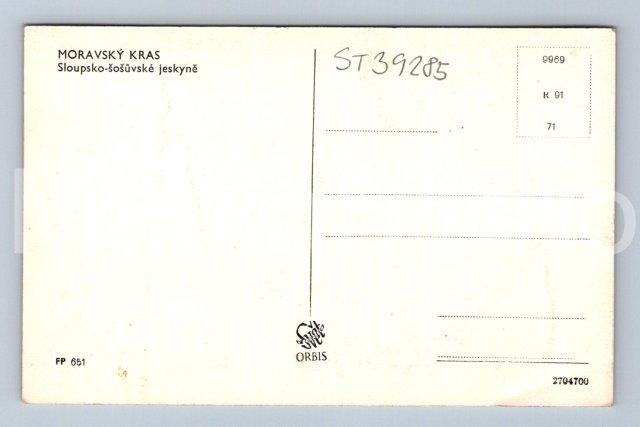 MORAVSKÝ KRAS
Sloupsko-šošůvské jeskyně
ST39285
9969
K 91
71
ORBIS
FP 651
2704700